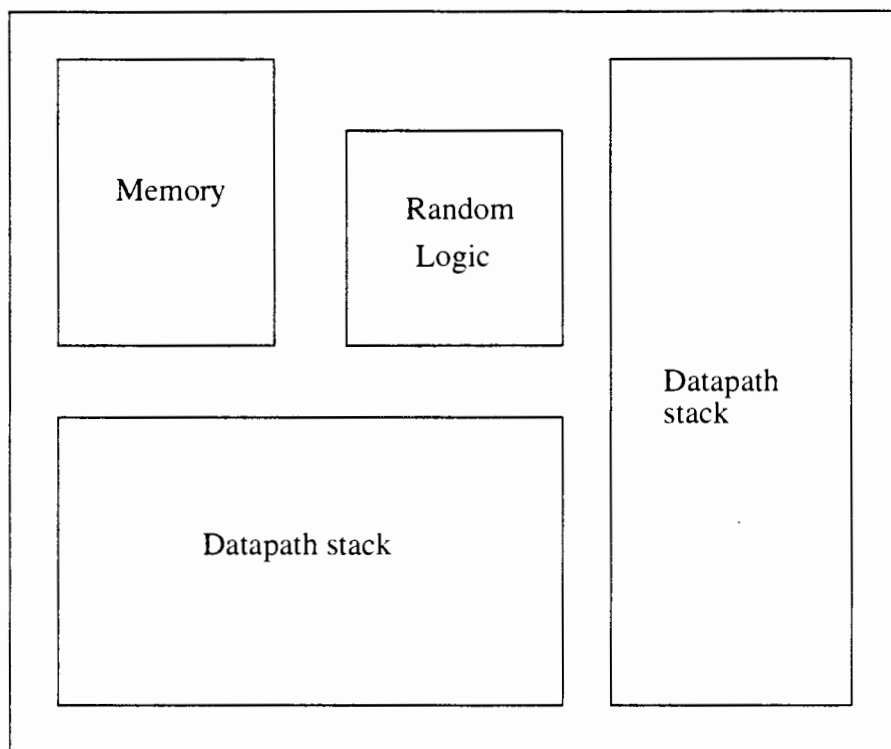 Memory
Random
Logic
Datapath
stack
Datapath stack